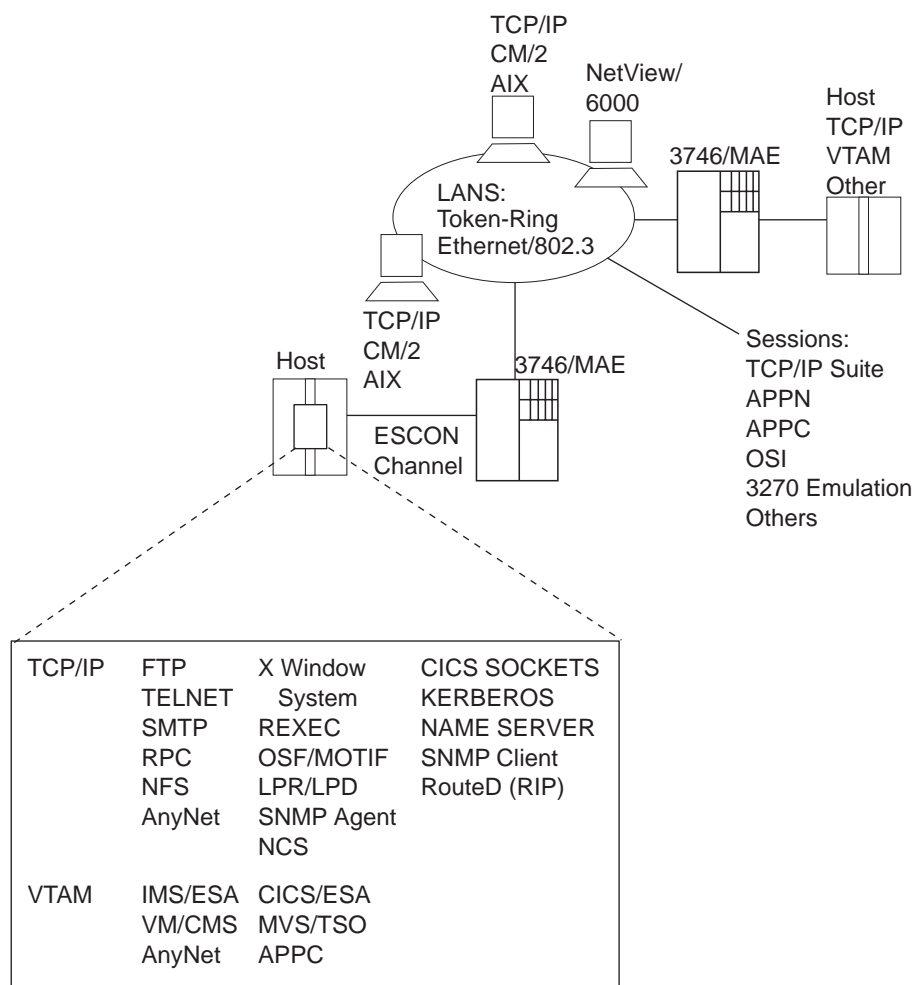 TCP/IP
CM/2
AIX
NetView/
6000
Host
TCP/IP
VTAM
Other
3746/MAE
LANS:
Token-Ring
Ethernet/802.3
TCP/IP
CM/2
AIX
Sessions:
TCP/IP Suite
APPN
APPC
OSI
3270 Emulation
Others
Host
3746/MAE
ESCON
Channel
TCP/IP FTP X Window CICS SOCKETS
TELNET System KERBEROS
SMTP REXEC NAME SERVER
RPC OSF/MOTIF SNMP Client
NFS LPR/LPD RouteD (RIP)
AnyNet SNMP Agent
NCS
VTAM IMS/ESA CICS/ESA
VM/CMS MVS/TSO
AnyNet APPC